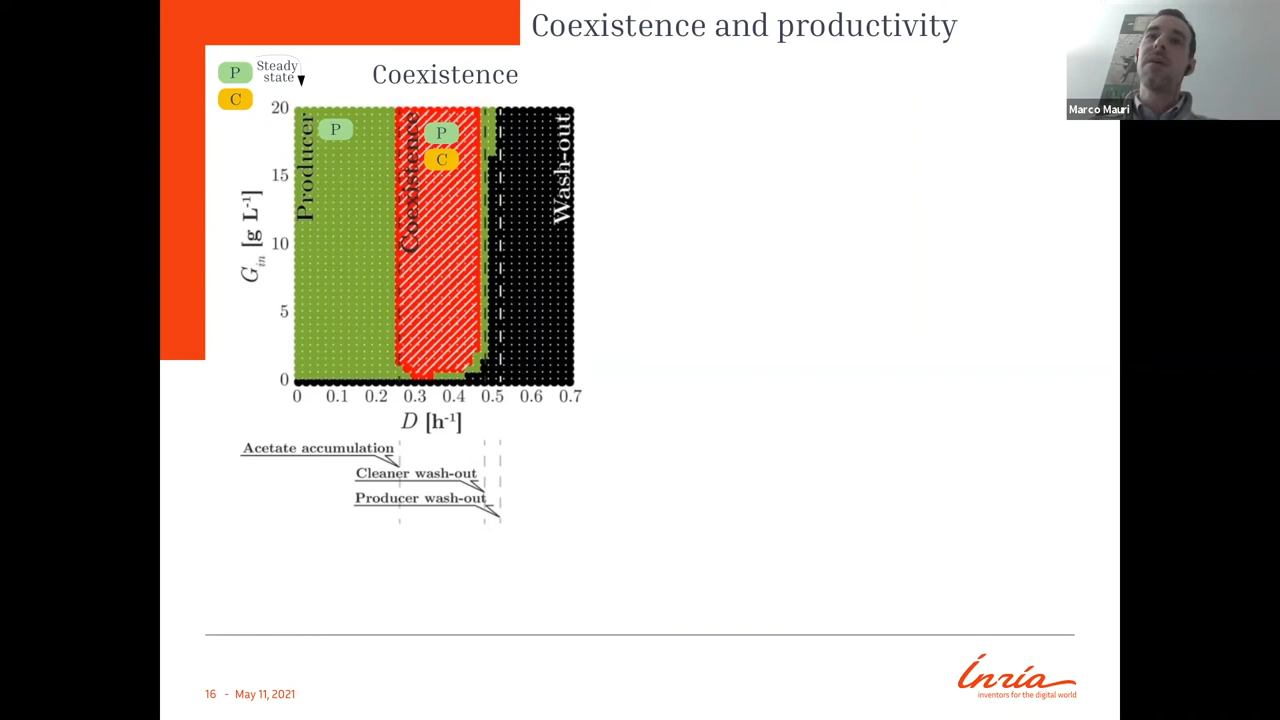 Coexistence and productivity
Marco Mauri
P
Steady
state
C
Coexistence
20
15
10
5
0
G_in [g L-1]
Producer
P
Coexistence
P
C
Wash-out
0 0.1 0.2 0.3 0.4 0.5 0.6 0.7
D [h-1]
Acetate accumulation
Cleaner wash-out
Producer wash-out
16 - May 11, 2021
Inria
inventors for the digital world